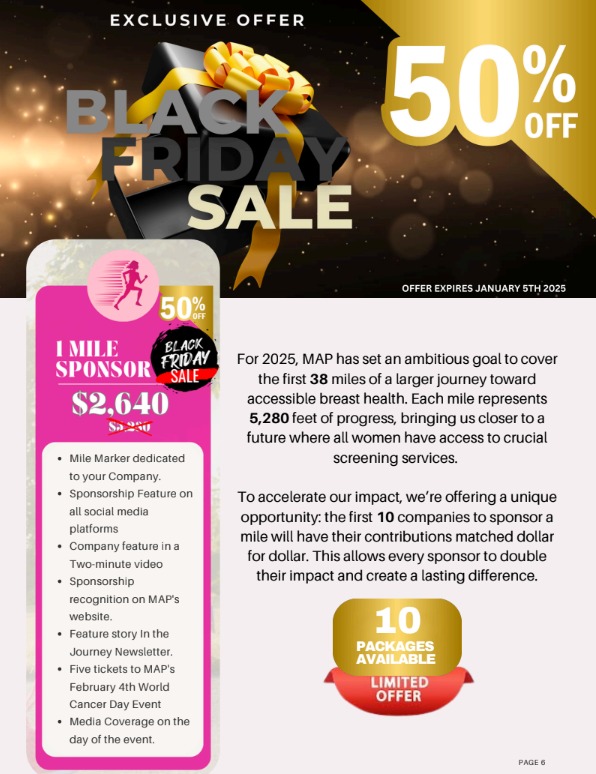 EXCLUSIVE OFFER
50%
OFF
BLACK
FRIDAY
SALE
OFFER EXPIRES JANUARY 5TH 2025
50%
OFF
1 MILE
SPONSOR
BLACK
FRIDAY
SALE
$2,640
$5,280
• Mile Marker dedicated
to your Company.
• Sponsorship Feature on
all social media
platforms
• Company feature in a
Two-minute video
• Sponsorship
recognition on MAP's
website.
• Feature story In the
Journey Newsletter.
• Five tickets to MAP's
February 4th World
Cancer Day Event
• Media Coverage on the
day of the event.
For 2025, MAP has set an ambitious goal to cover
the first 38 miles of a larger journey toward
accessible breast health. Each mile represents
5,280 feet of progress, bringing us closer to a
future where all women have access to crucial
screening services.
To accelerate our impact, we're offering a unique
opportunity: the first 10 companies to sponsor a
mile will have their contributions matched dollar
for dollar. This allows every sponsor to double
their impact and create a lasting difference.
10
PACKAGES
AVAILABLE
LIMITED
OFFER
PAGE 6